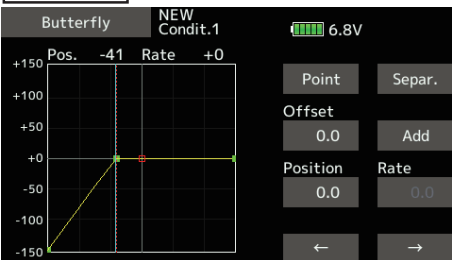 Butterfly
NEW
Condit.1
6.8V
Pos. -41 Rate +0
+150
+100
+50
+0
-50
-100
-150
Point Separ.
Offset
0.0 Add
Position Rate
0.0 0.0
← →